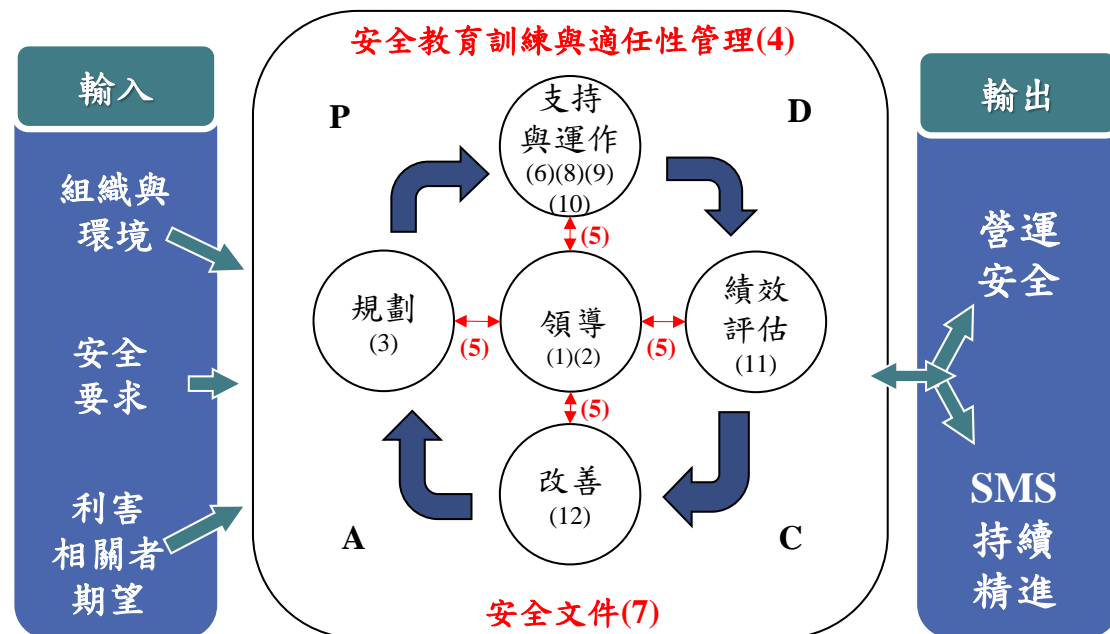 安全教育訓練與適任性管理(4)
輸入
組織與
環境
安全
要求
利害
相關者
期望
P
D
支持
與運作
(6)(8)(9)
(10)
(5)
規劃
(3)
(5)
領導
(1)(2)
(5)
績效
評估
(11)
(5)
改善
(12)
A
C
安全文件(7)
輸出
營運
安全
SMS
持續
精進